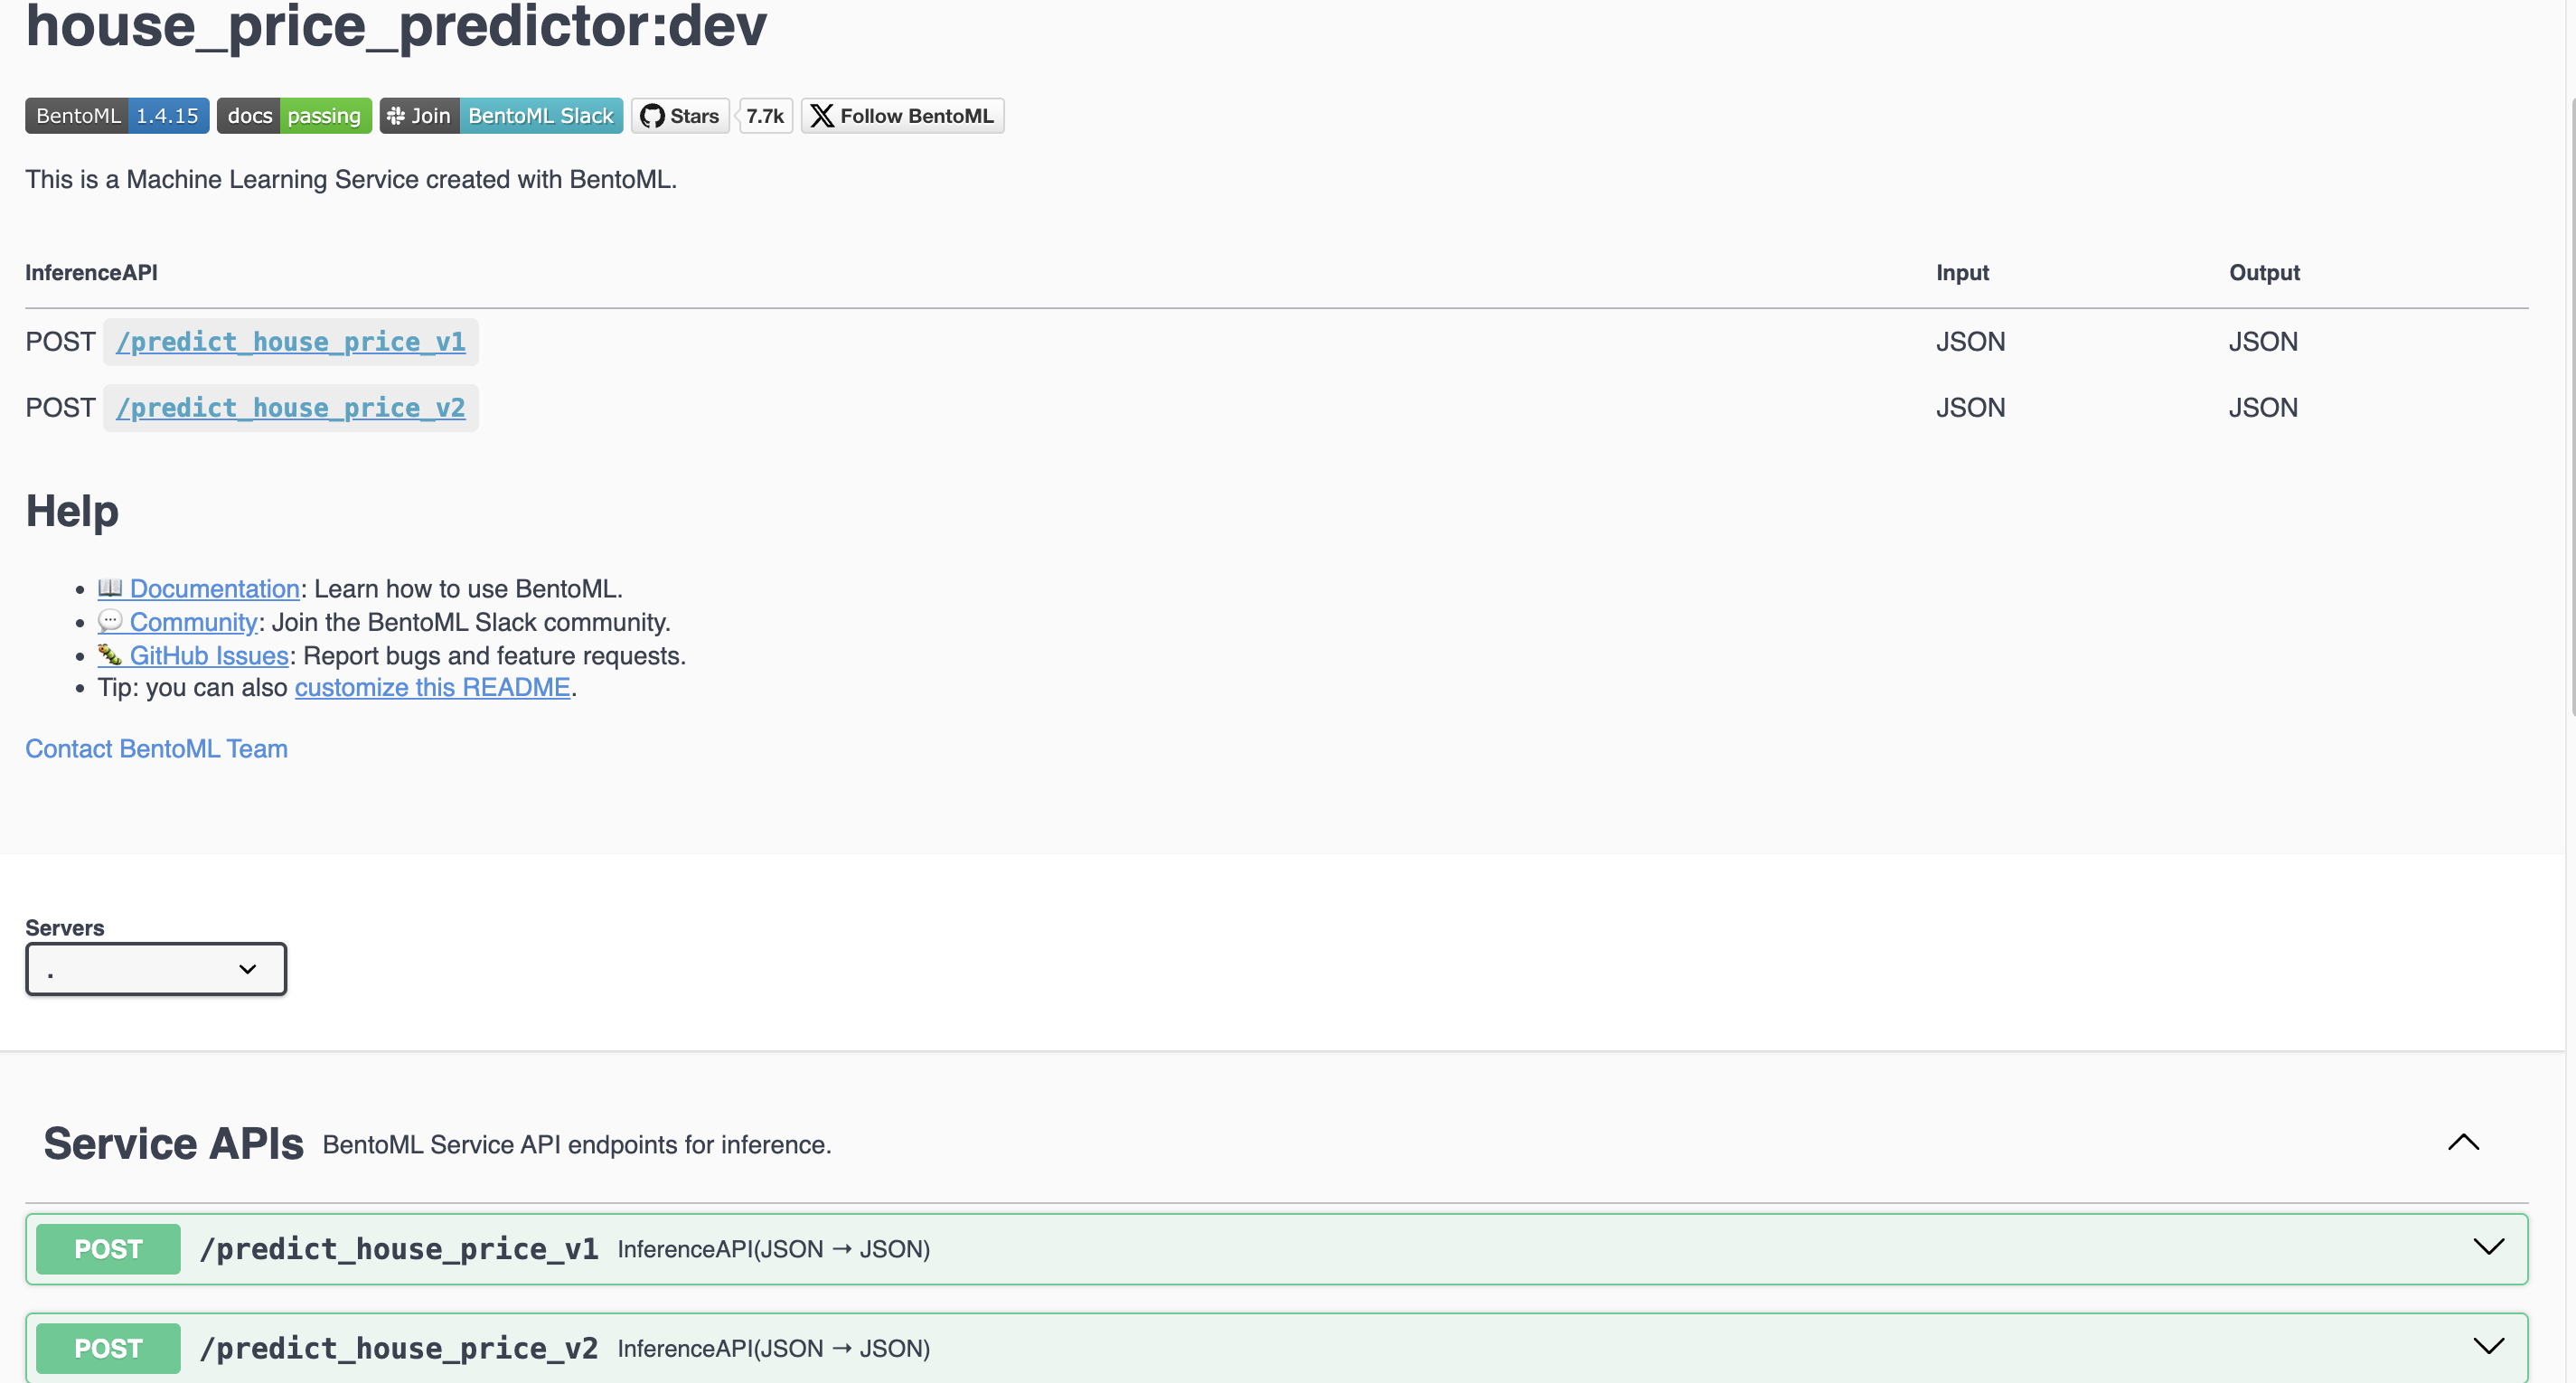 house_price_predictor:dev
BentoML 1.4.15 docs passing Join BentoML Slack Stars 7.7k Follow BentoML
This is a Machine Learning Service created with BentoML.
InferenceAPI Input Output
POST /predict_house_price_v1 JSON JSON
POST /predict_house_price_v2 JSON JSON
Help
• 📖 Documentation: Learn how to use BentoML.
• 💬 Community: Join the BentoML Slack community.
• 🐛 GitHub Issues: Report bugs and feature requests.
• Tip: you can also customize this README.
Contact BentoML Team
Servers
.
Service APIs BentoML Service API endpoints for inference.
POST /predict_house_price_v1 InferenceAPI(JSON → JSON)
POST /predict_house_price_v2 InferenceAPI(JSON → JSON)